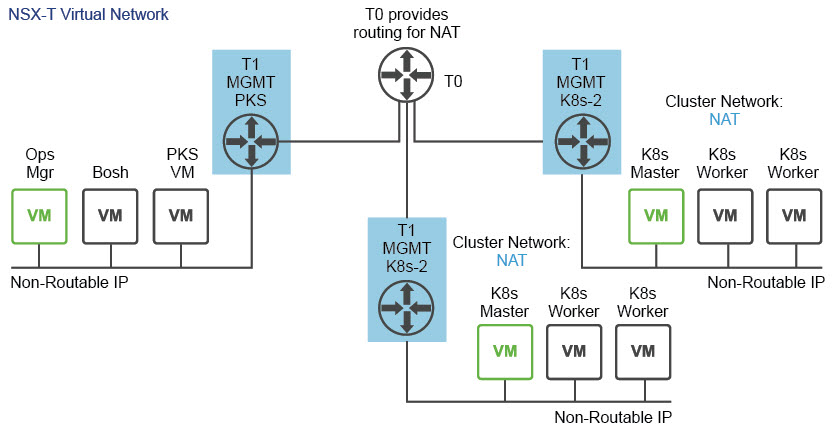 NSX-T Virtual Network
T0 provides
routing for NAT
T0
T1
MGMT
PKS
Ops
Mgr
Bosh
PKS
VM
VM
VM
VM
Non-Routable IP
T1
MGMT
K8s-2
Cluster Network:
NAT
K8s
Master
K8s
Worker
K8s
Worker
VM
VM
VM
Non-Routable IP
T1
MGMT
K8s-2
Cluster Network:
NAT
K8s
Master
K8s
Worker
K8s
Worker
VM
VM
VM
Non-Routable IP